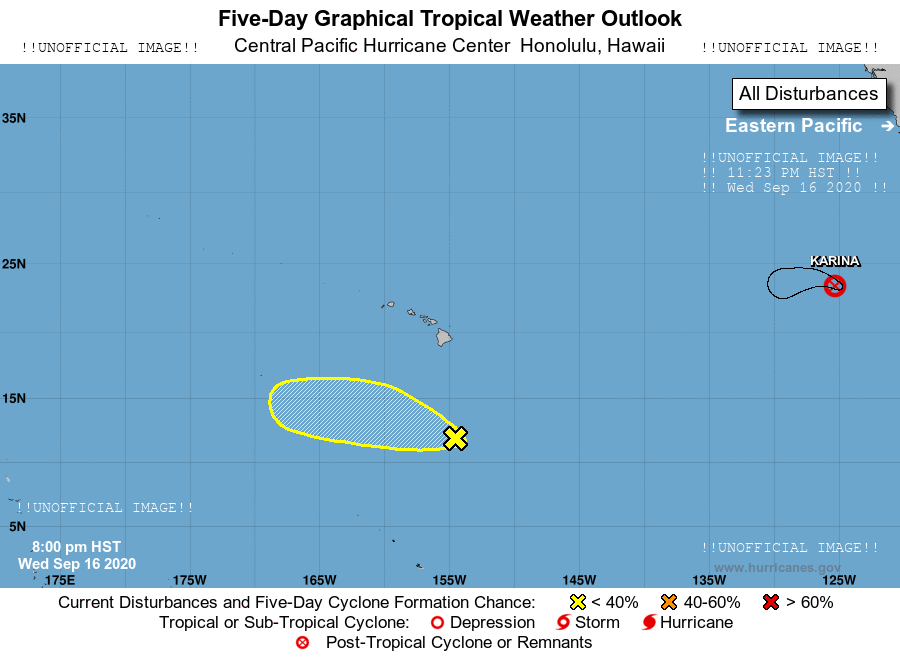 Five-Day Graphical Tropical Weather Outlook
!!UNOFFICIAL IMAGE!! Central Pacific Hurricane Center Honolulu, Hawaii !!UNOFFICIAL IMAGE!!
All Disturbances
35N
Eastern Pacific →
!!UNOFFICIAL IMAGE!!
!! 11:23 PM HST !!
!! Wed Sep 16 2020 !!
25N
KARINA
15N
!!UNOFFICIAL IMAGE!!
5N
8:00 pm HST
Wed Sep 16 2020
!!UNOFFICIAL IMAGE!!
www.hurricanes.gov
175E 175W 165W 155W 145W 135W 125W
Current Disturbances and Five-Day Cyclone Formation Chance: < 40% 40-60% > 60%
Tropical or Sub-Tropical Cyclone: Depression Storm Hurricane
Post-Tropical Cyclone or Remnants